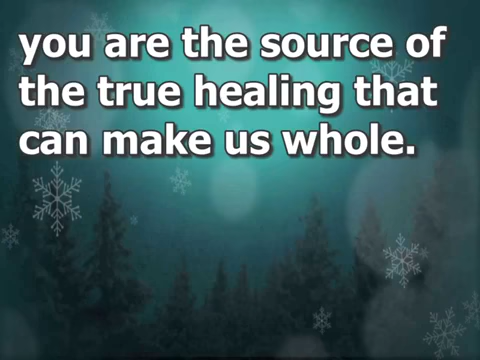 you are the source of
the true healing that
can make us whole.